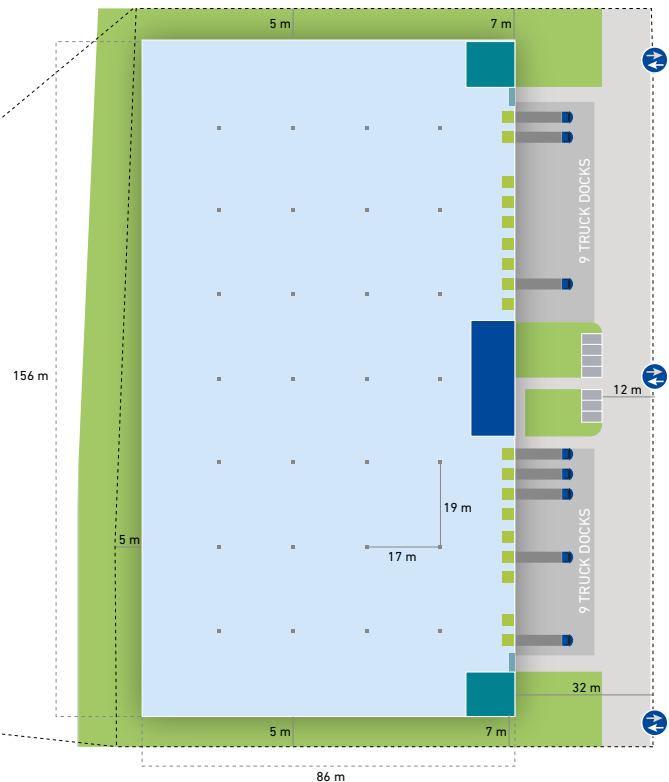 5 m
7 m
9 TRUCK DOCKS
156 m
12 m
19 m
5 m
17 m
9 TRUCK DOCKS
32 m
5 m
7 m
86 m